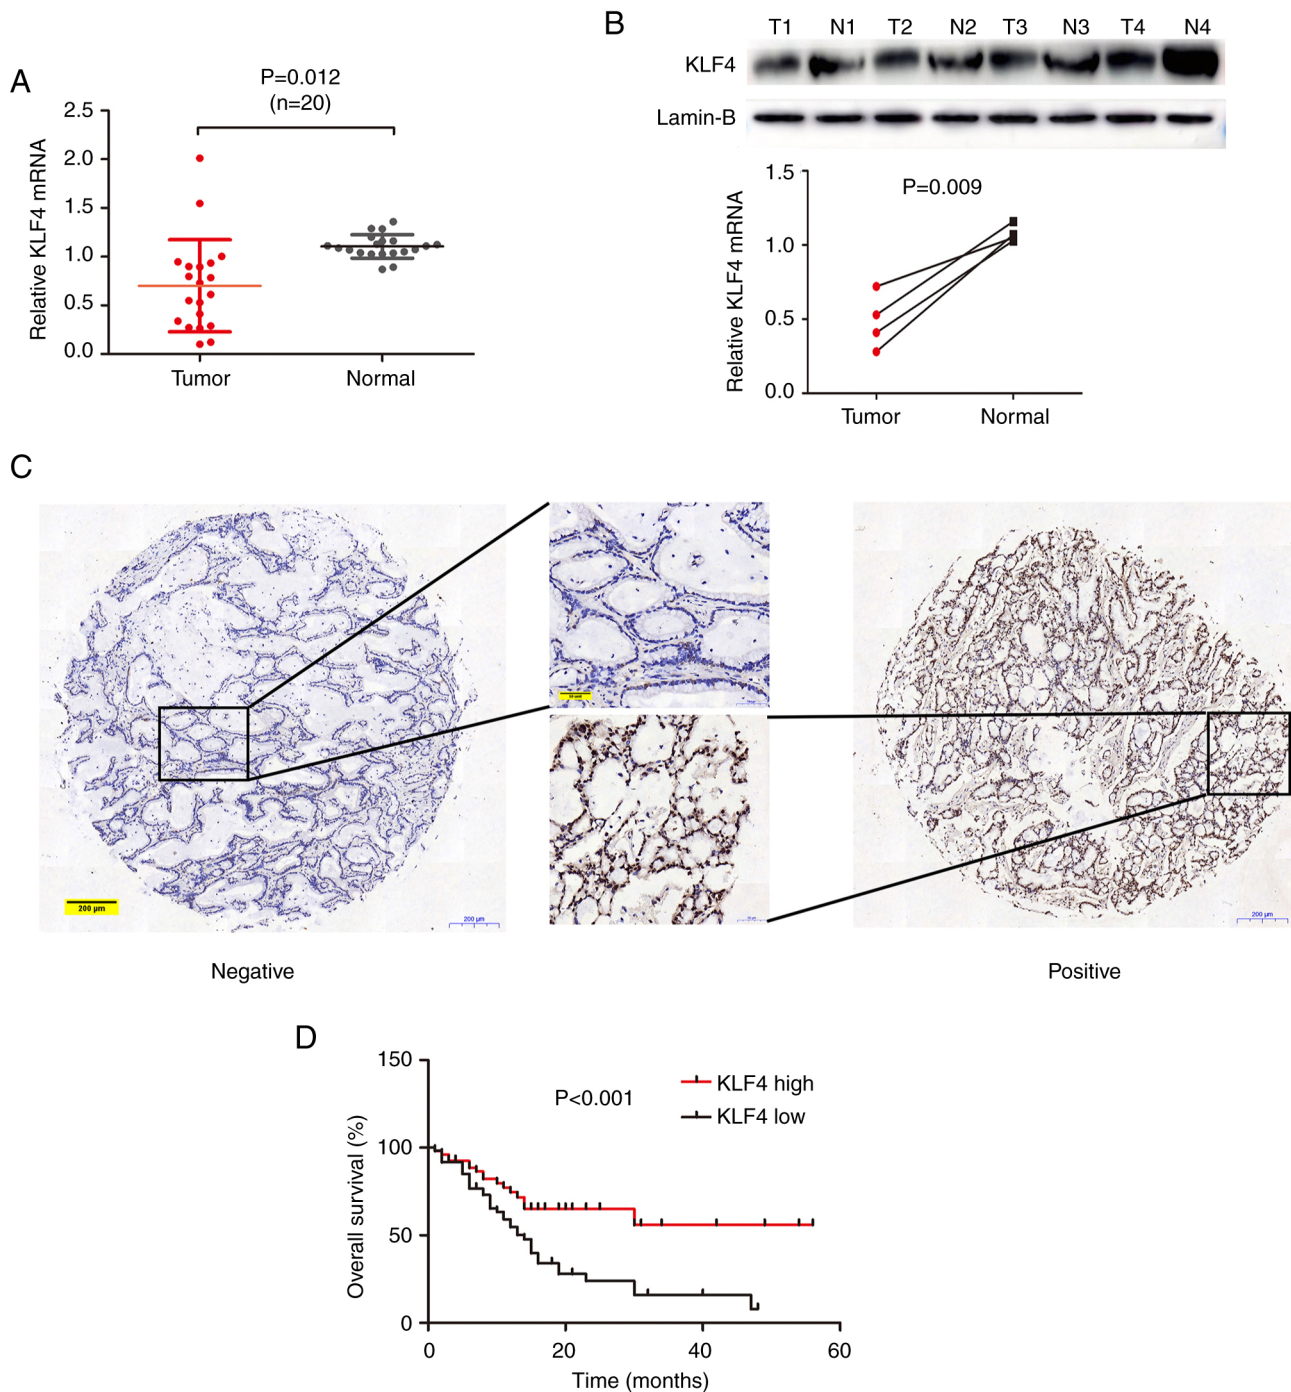 A
P=0.012
(n=20)
Relative KLF4 mRNA
2.5
2.0
1.5
1.0
0.5
0.0
Tumor Normal
B
T1 N1 T2 N2 T3 N3 T4 N4
KLF4
Lamin-B
P=0.009
Relative KLF4 mRNA
1.5
1.0
0.5
0.0
Tumor Normal
C
200 µm
200 µm
200 µm
Negative
Positive
D
P<0.001
KLF4 high
KLF4 low
Overall survival (%)
150
100
50
0
0 20 40 60
Time (months)